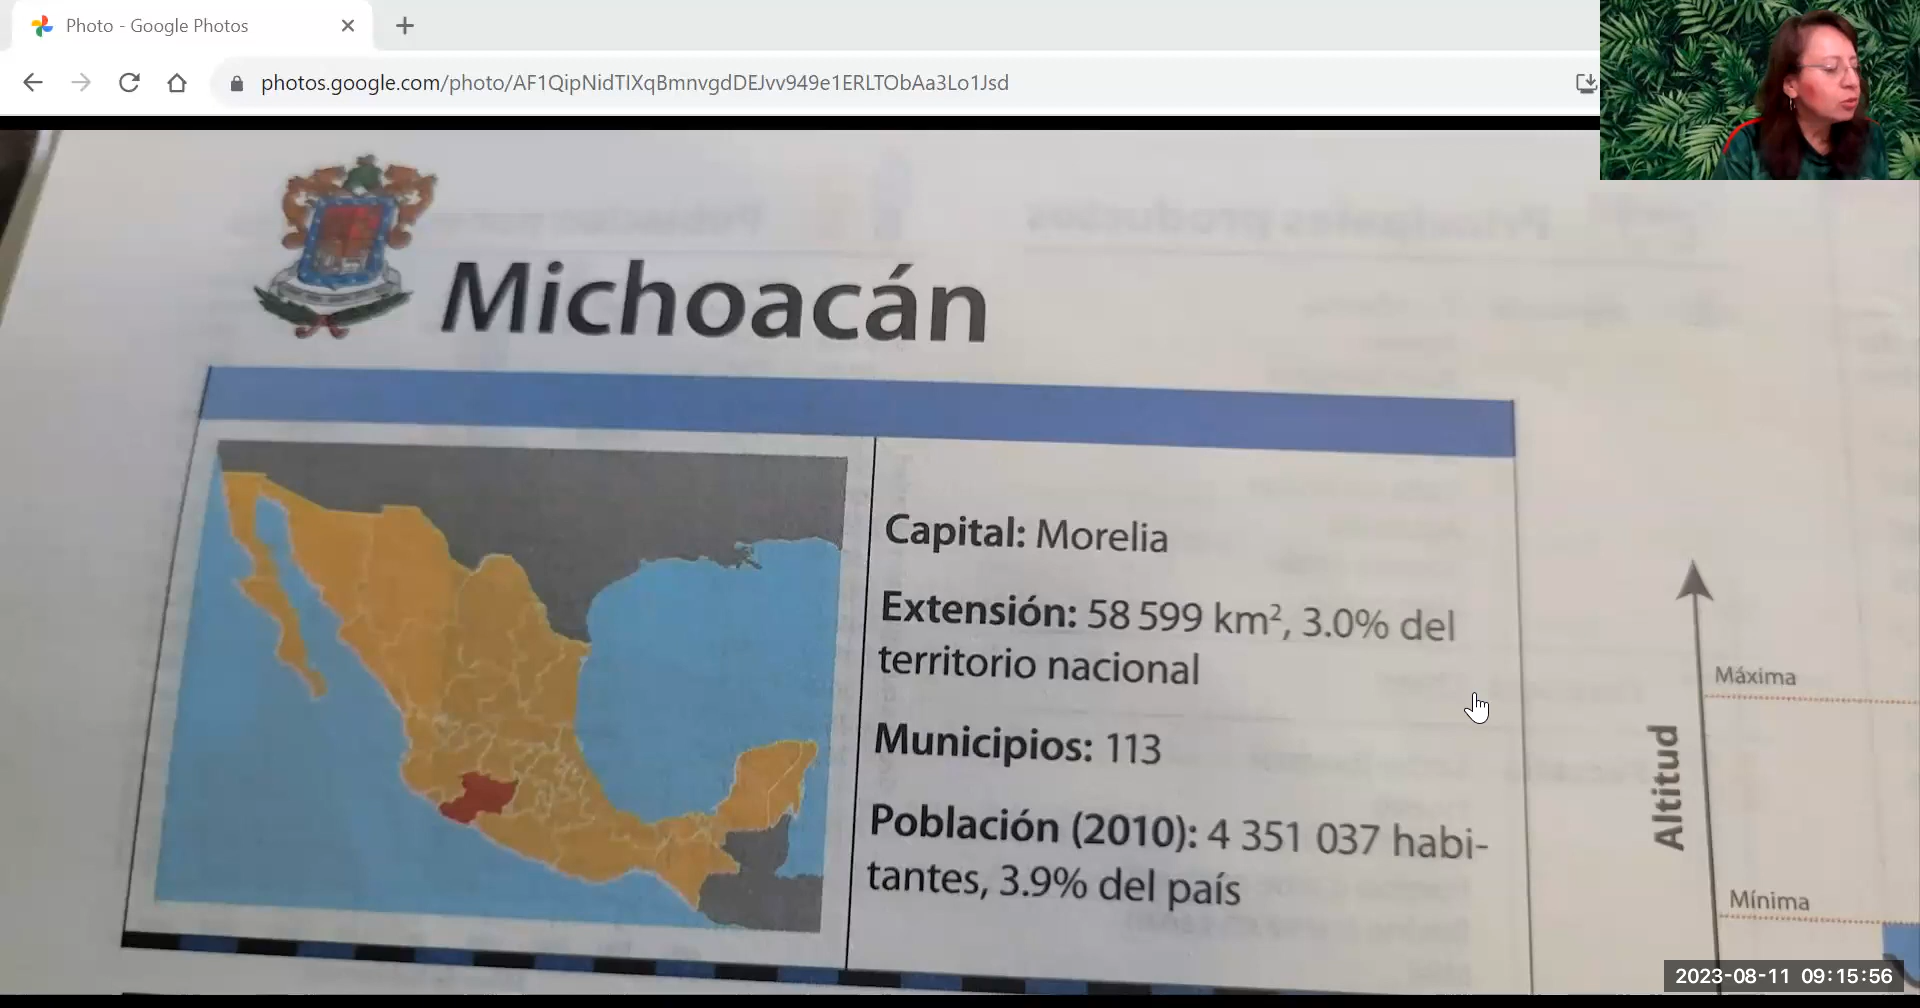 Photo - Google Photos
photos.google.com/photo/AF1QipNidTIXqBmnvgdDEJvv949e1ERLTObAa3Lo1Jsd
Principales productos
Michoacán
Capital: Morelia
Extensión: 58 599 km², 3.0% del
territorio nacional
Municipios: 113
Población (2010): 4 351 037 habi-
tantes, 3.9% del país
Altitud
Máxima
Mínima
2023-08-11 09:15:56